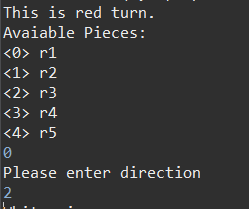 This is red turn.
Avaiable Pieces:
<0> r1
<1> r2
<2> r3
<3> r4
<4> r5
0
Please enter direction
2